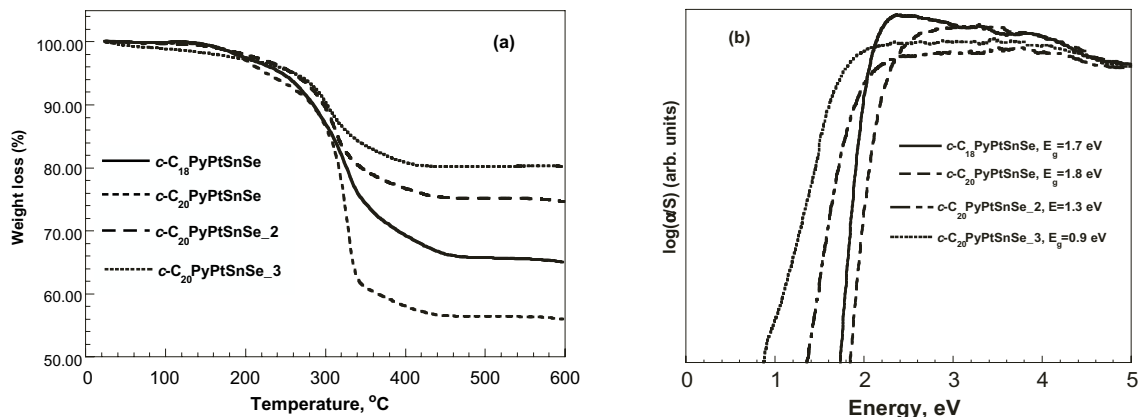 (a)
100.00
90.00
80.00
70.00
60.00
50.00
Weight loss (%)
c-C18PyPtSnSe
c-C20PyPtSnSe
c-C20PyPtSnSe_2
c-C20PyPtSnSe_3
0
100
200
300
400
500
600
Temperature, °C
(b)
log(α/S) (arb. units)
c-C18PyPtSnSe, Eg=1.7 eV
c-C20PyPtSnSe, Eg=1.8 eV
c-C20PyPtSnSe_2, E=1.3 eV
c-C20PyPtSnSe_3, Eg=0.9 eV
0
1
2
3
4
5
Energy, eV